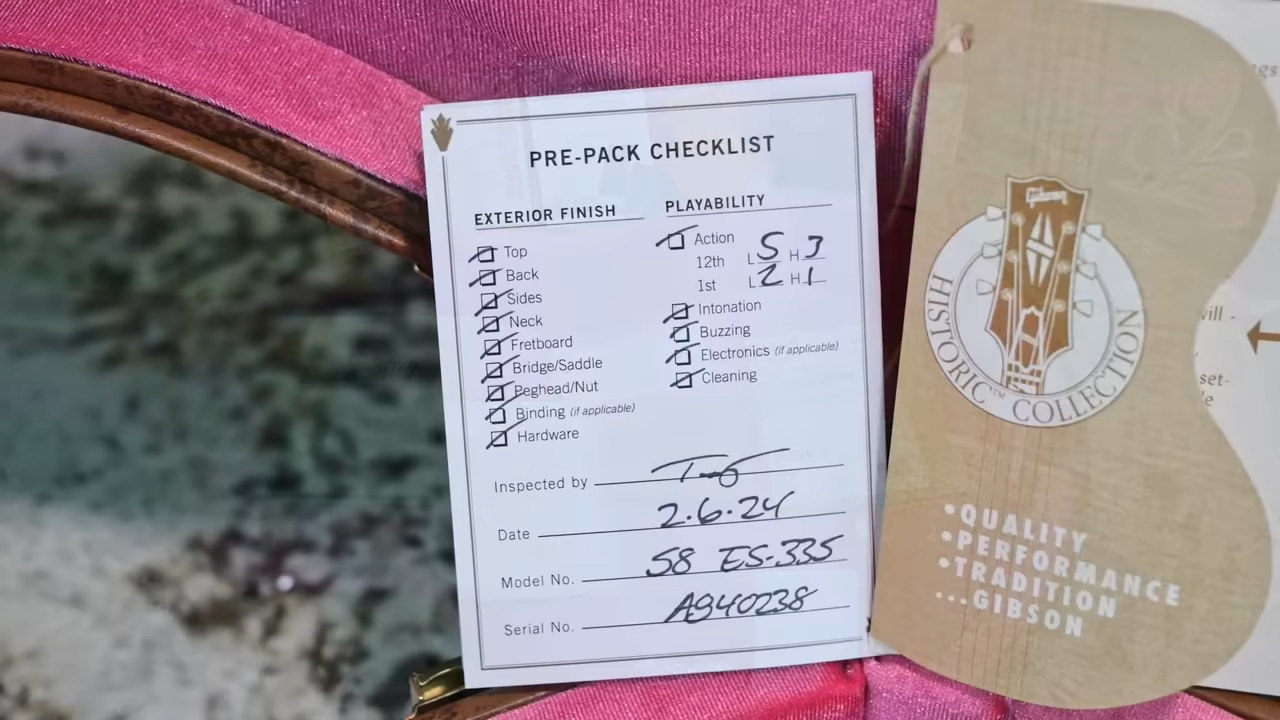 PRE-PACK CHECKLIST
EXTERIOR FINISH
Top
Back
Sides
Neck
Fretboard
Bridge/Saddle
Peghead/Nut
Binding (if applicable)
Hardware
PLAYABILITY
Action
12th L 5 H 3
1st L 2 H 1
Intonation
Buzzing
Electronics (if applicable)
Cleaning
Inspected by
Date 2.6.24
Model No. 58 ES-335
Serial No. A940238
Gibson
HISTORIC™ COLLECTION
•QUALITY
•PERFORMANCE
•TRADITION
...GIBSON